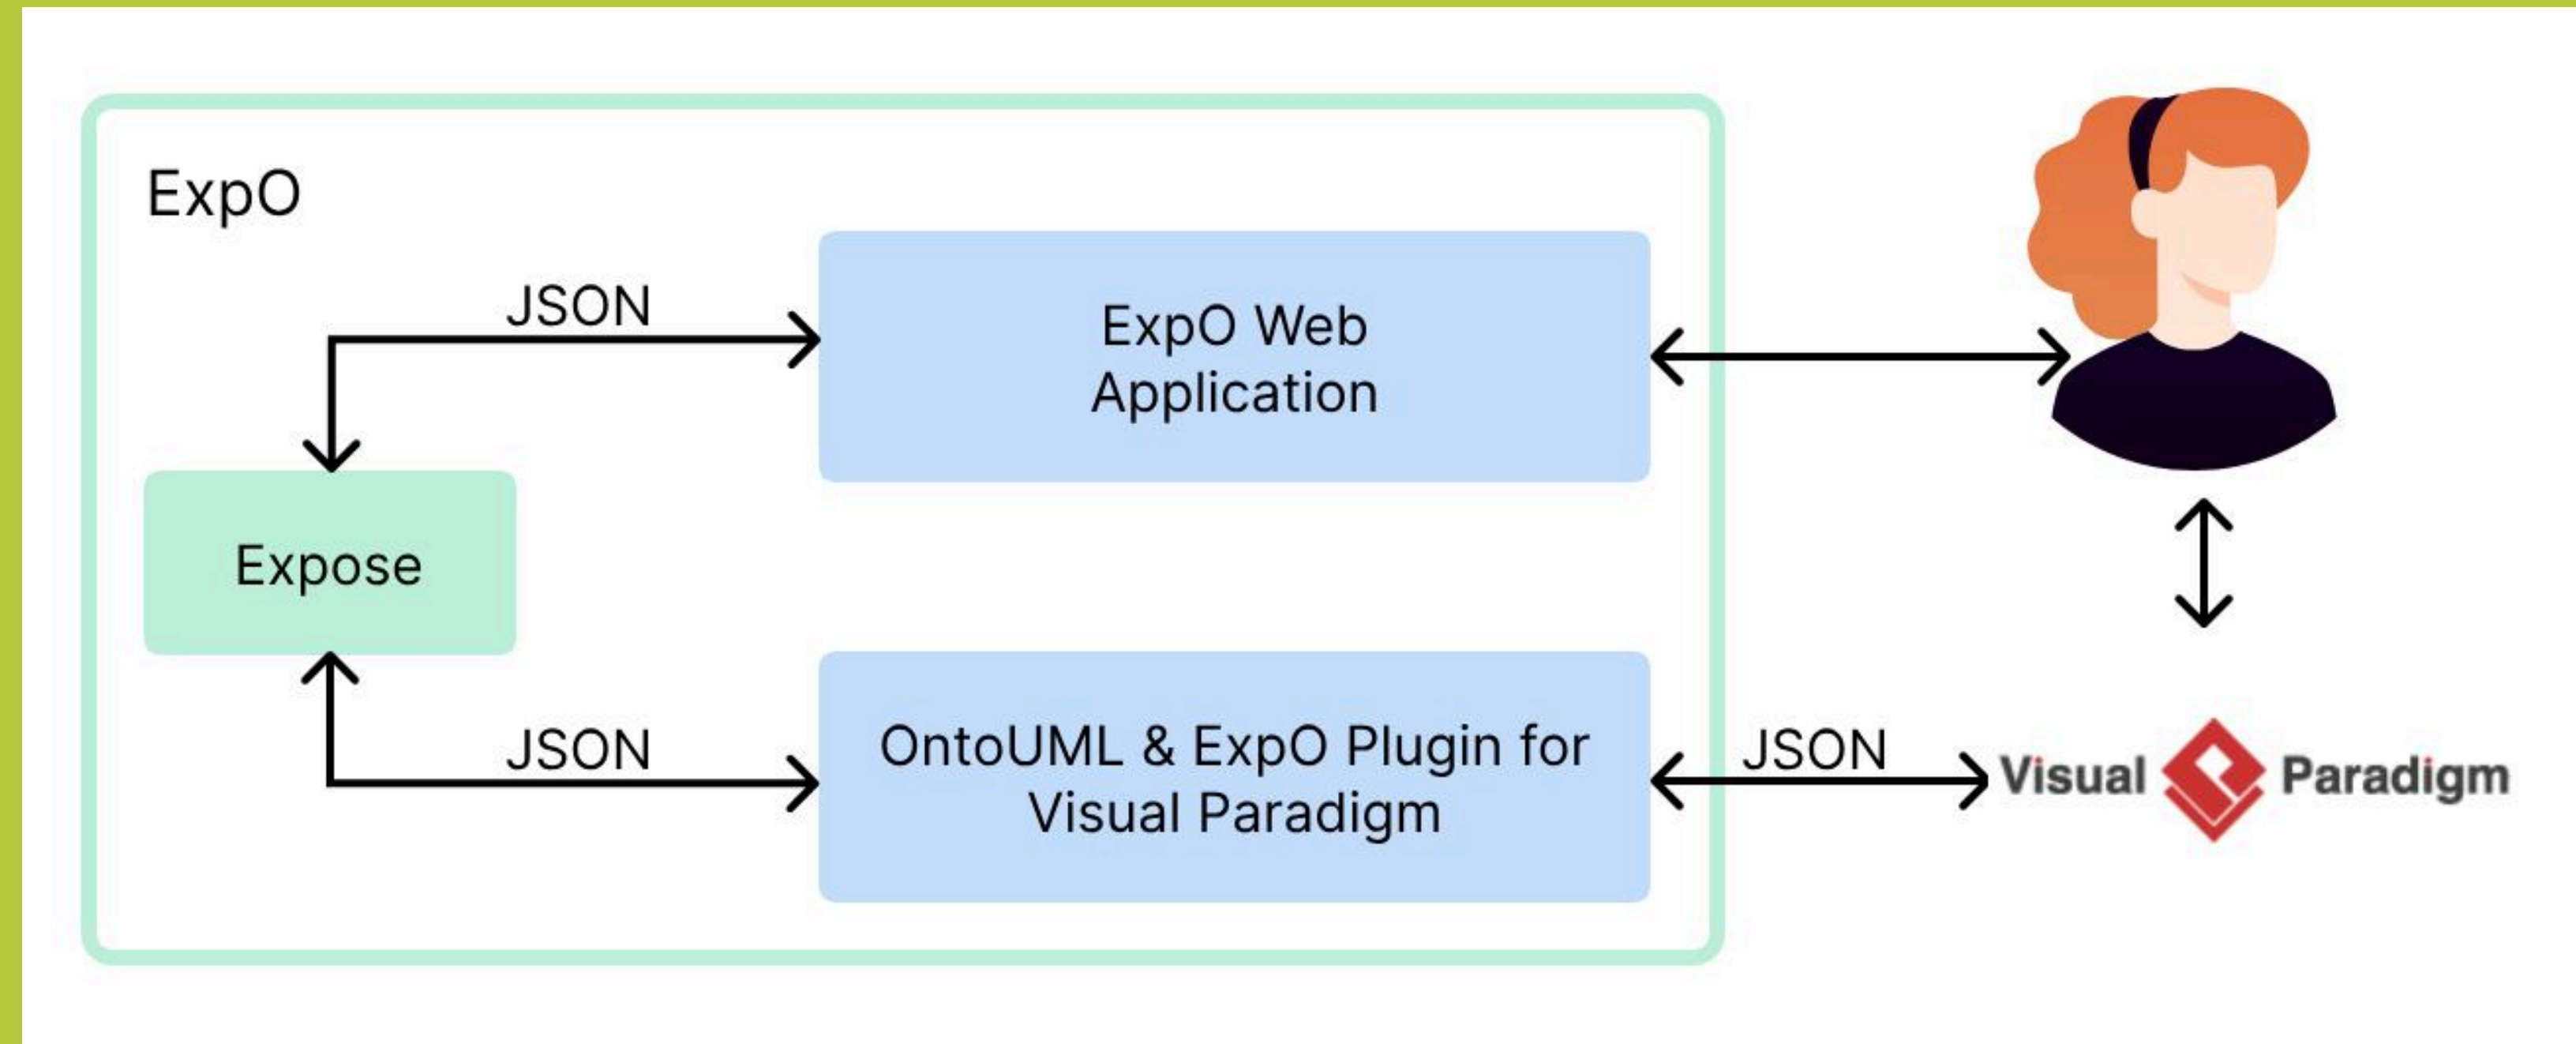 ExpO
JSON
ExpO Web
Application
Expose
JSON
OntoUML & ExpO Plugin for
Visual Paradigm
JSON
Visual Paradigm